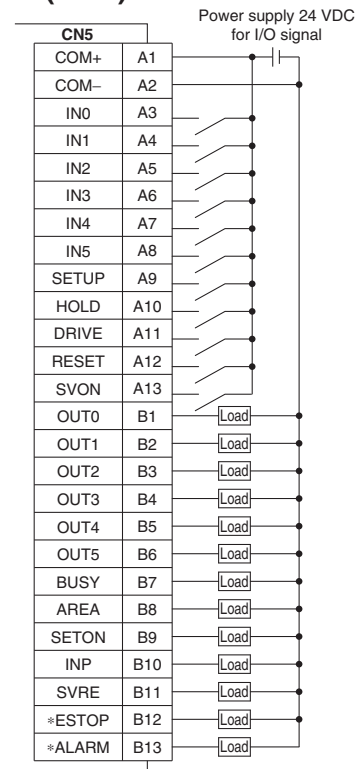 Power supply 24 VDC
for I/O signal
CN5
COM+ A1
COM– A2
IN0 A3
IN1 A4
IN2 A5
IN3 A6
IN4 A7
IN5 A8
SETUP A9
HOLD A10
DRIVE A11
RESET A12
SVON A13
OUT0 B1 Load
OUT1 B2 Load
OUT2 B3 Load
OUT3 B4 Load
OUT4 B5 Load
OUT5 B6 Load
BUSY B7 Load
AREA B8 Load
SETON B9 Load
INP B10 Load
SVRE B11 Load
*ESTOP B12 Load
*ALARM B13 Load